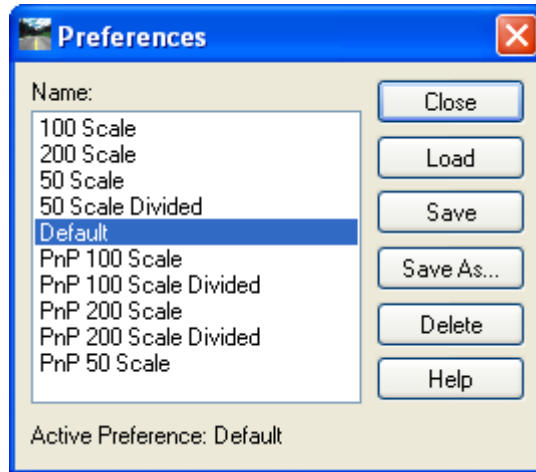 Preferences
Name:
100 Scale
200 Scale
50 Scale
50 Scale Divided
Default
PnP 100 Scale
PnP 100 Scale Divided
PnP 200 Scale
PnP 200 Scale Divided
PnP 50 Scale
Close
Load
Save
Save As...
Delete
Help
Active Preference: Default